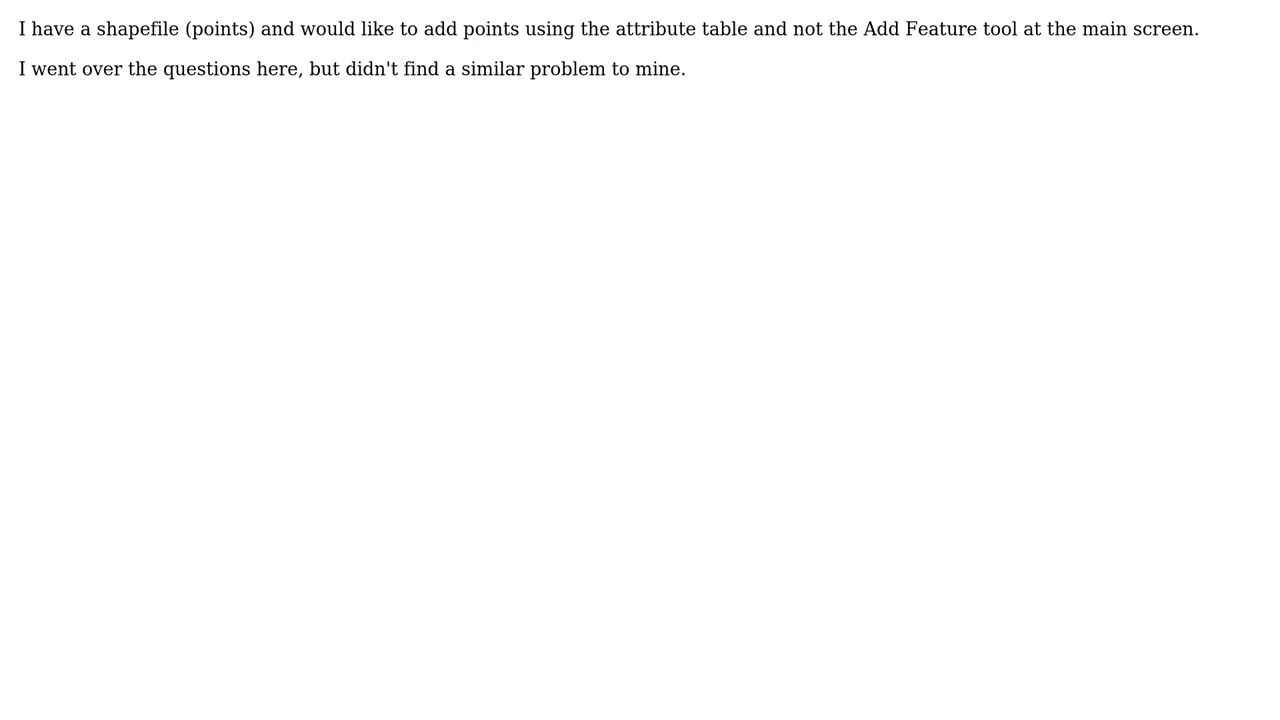 I have a shapefile (points) and would like to add points using the attribute table and not the Add Feature tool at the main screen.
I went over the questions here, but didn't find a similar problem to mine.